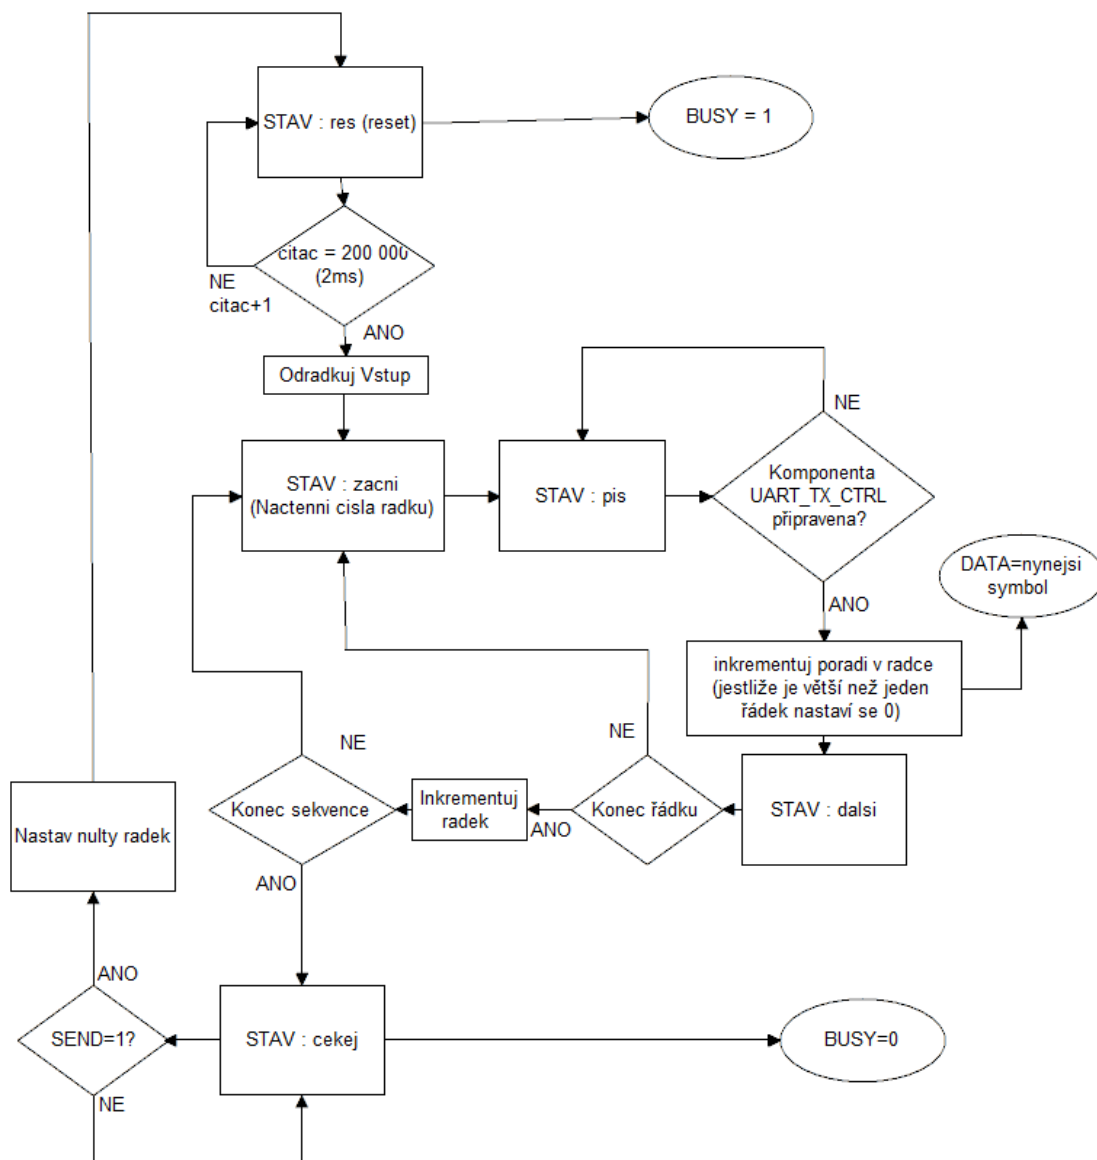 STAV : res (reset)
BUSY = 1
citac = 200 000
(2ms)
NE
citac+1
ANO
Odradkuj Vstup
NE
STAV : zacni
(Nactenni cisla radku)
STAV : pis
Komponenta
UART_TX_CTRL
připravena?
DATA=nynejsi
symbol
ANO
inkrementuj poradi v radce
(jestliže je větší než jeden
řádek nastaví se 0)
NE
NE
Konec sekvence
Inkrementuj
radek
ANO
Konec řádku
STAV : dalsi
Nastav nulty radek
ANO
ANO
SEND=1?
STAV : cekej
BUSY=0
NE